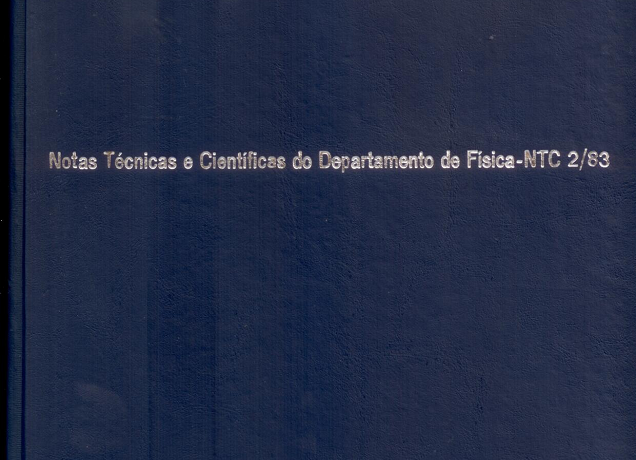 Notas Técnicas e Científicas do Departamento de Física-NTC 2/83